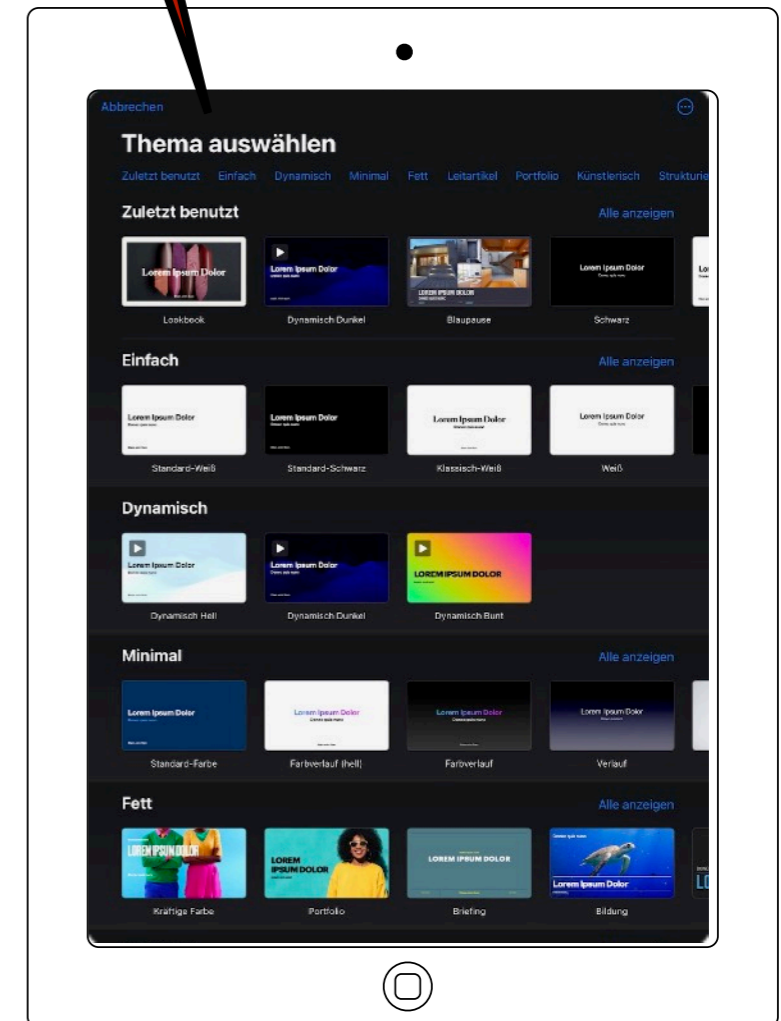 Abbrechen
Thema auswählen
Zuletzt benutzt Einfach Dynamisch Minimal Fett Leitartikel Portfolio Künstlerisch Strukturie
Zuletzt benutzt Alle anzeigen
Lorem Ipsum Dolor
Lorem Ipsum Dolor
LOREM IPSUM DOLOR
Lorem Ipsum Dolor
Lookbook Dynamisch Dunkel Blaupause Schwarz
Einfach Alle anzeigen
Lorem Ipsum Dolor
Lorem Ipsum Dolor
Lorem Ipsum Dolor
Lorem Ipsum Dolor
Standard-Weiß Standard-Schwarz Klassisch-Weiß Weiß
Dynamisch
Lorem Ipsum Dolor
Lorem Ipsum Dolor
LOREM IPSUM DOLOR
Dynamisch Hell Dynamisch Dunkel Dynamisch Bunt
Minimal Alle anzeigen
Lorem Ipsum Dolor
Lorem Ipsum Dolor
Lorem Ipsum Dolor
Lorem Ipsum Dolor
Standard-Farbe Farbverlauf (hell) Farbverlauf Verlauf
Fett Alle anzeigen
LOREM IPSUM DOLOR
LOREM
IPSUM DOLOR
LOREM IPSUM DOLOR
Lorem Ipsum Dolor
Kräftige Farbe Portfolio Briefing Bildung